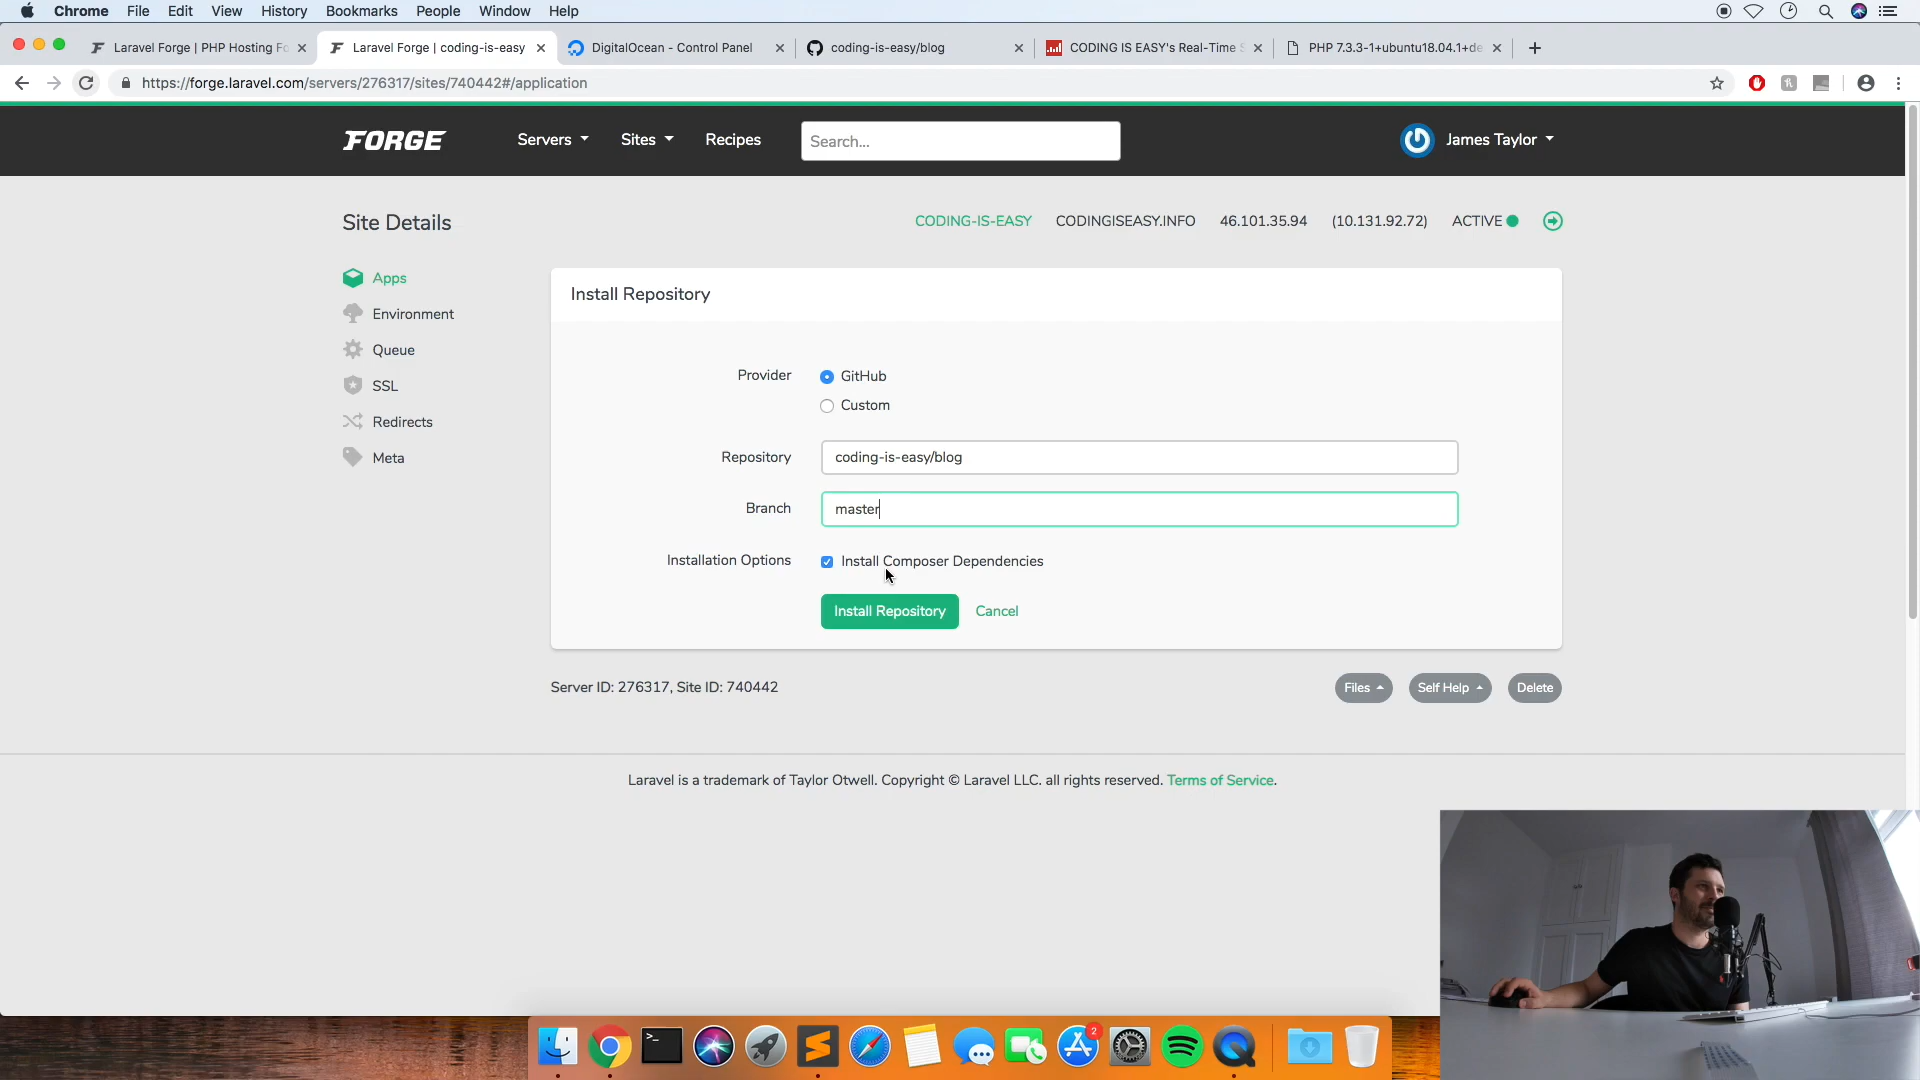 Chrome File Edit View History Bookmarks People Window Help
Laravel Forge | PHP Hosting Fo
Laravel Forge | coding-is-easy
DigitalOcean - Control Panel
coding-is-easy/blog
CODING IS EASY's Real-Time S
PHP 7.3.3-1+ubuntu18.04.1+de
https://forge.laravel.com/servers/276317/sites/740442#/application
FORGE
Servers
Sites
Recipes
Search...
James Taylor
Site Details
CODING-IS-EASY CODINGISEASY.INFO 46.101.35.94 (10.131.92.72) ACTIVE
Apps
Environment
Queue
SSL
Redirects
Meta
Install Repository
Provider
GitHub
Custom
Repository
coding-is-easy/blog
Branch
master
Installation Options
Install Composer Dependencies
Install Repository
Cancel
Server ID: 276317, Site ID: 740442
Files
Self Help
Delete
Laravel is a trademark of Taylor Otwell. Copyright © Laravel LLC. all rights reserved. Terms of Service.
2